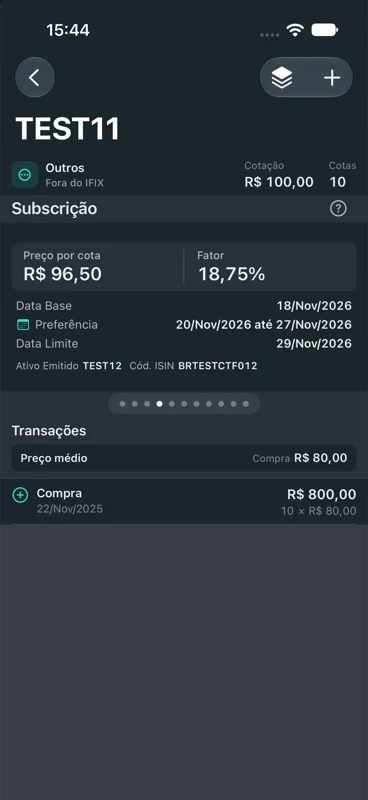 15:44
TEST11
Outros
Fora do IFIX
Cotação
R$ 100,00
Cotas
10
Subscrição
?
Preço por cota
R$ 96,50
Fator
18,75%
Data Base 18/Nov/2026
Preferência 20/Nov/2026 até 27/Nov/2026
Data Limite 29/Nov/2026
Ativo Emitido TEST12 Cód. ISIN BRTESTCTF012
Transações
Preço médio Compra R$ 80,00
Compra R$ 800,00
22/Nov/2025 10 × R$ 80,00